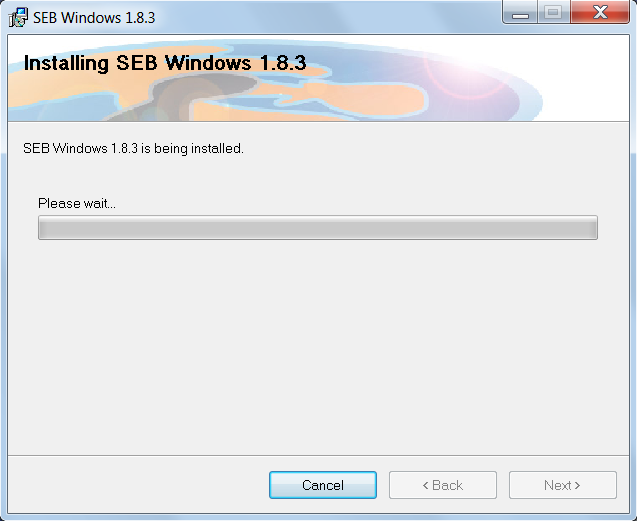 SEB Windows 1.8.3
Installing SEB Windows 1.8.3
SEB Windows 1.8.3 is being installed.
Please wait...
Cancel
< Back
Next >